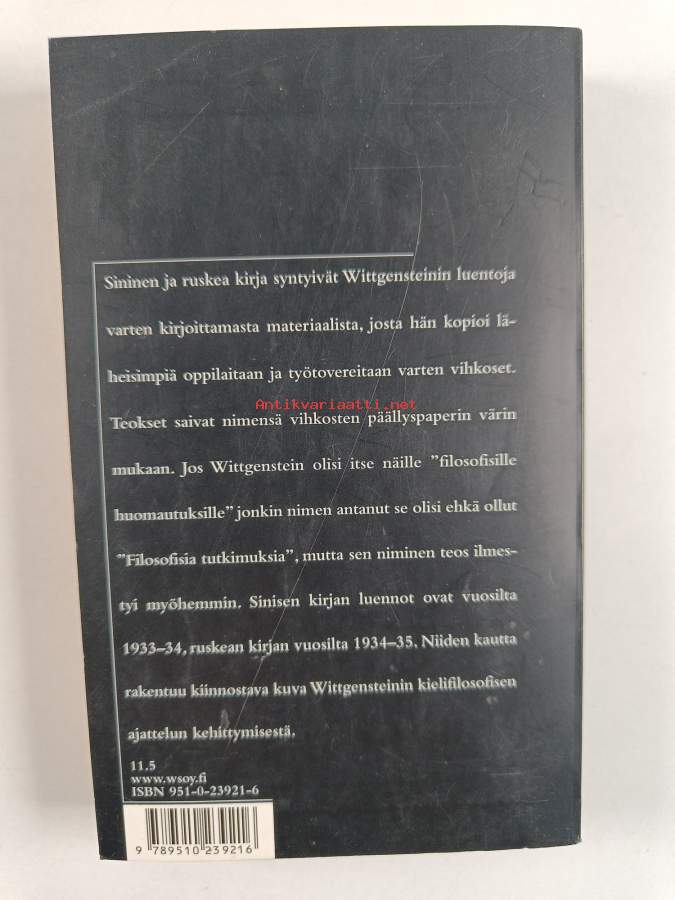 Sininen ja ruskea kirja syntyivät Wittgensteinin luentoja
varten kirjoittamasta materiaalista, josta hän kopioi lä-
heisimpiä oppilaitaan ja työtovereitaan varten vihkoset.
Antikvariaatti.net
Teokset saivat nimensä vihkosten päällyspaperin värin
mukaan. Jos Wittgenstein olisi itse näille ”filosofisille
huomautuksille” jonkin nimen antanut se olisi ehkä ollut
”Filosofisia tutkimuksia”, mutta sen niminen teos ilmes-
tyi myöhemmin. Sinisen kirjan luennot ovat vuosilta
1933–34, ruskean kirjan vuosilta 1934–35. Niiden kautta
rakentuu kiinnostava kuva Wittgensteinin kielifilosofisen
ajattelun kehittymisestä.
11.5
www.wsoy.fi
ISBN 951-0-23921-6
9 789510 239216